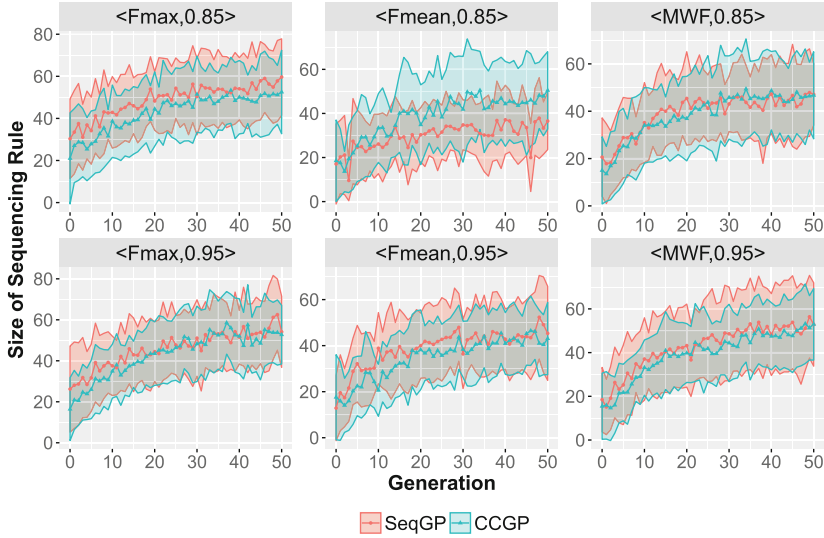 <Fmax,0.85> <Fmean,0.85> <MWF,0.85>
80
60
40
20
0
60
40
20
0
60
40
20
0
0 10 20 30 40 50
0 10 20 30 40 50
0 10 20 30 40 50
Size of Sequencing Rule
<Fmax,0.95> <Fmean,0.95> <MWF,0.95>
80
60
40
20
0
60
40
20
0
60
40
20
0
0 10 20 30 40 50
0 10 20 30 40 50
0 10 20 30 40 50
Generation
SeqGP CCGP